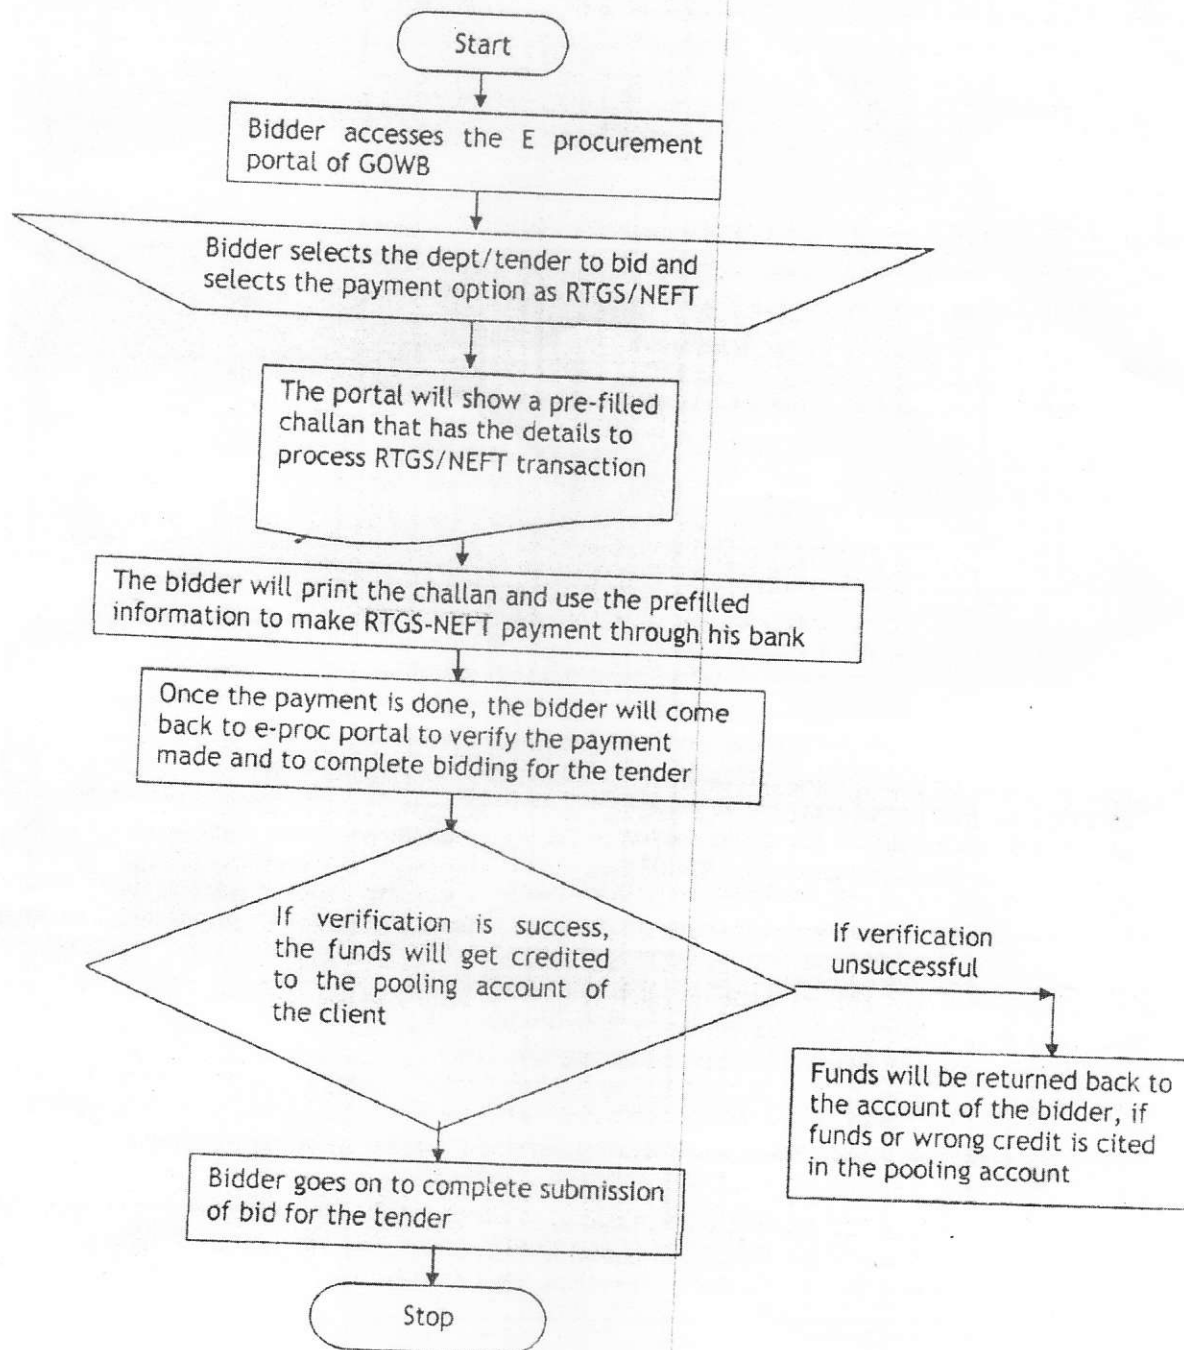 Start
Bidder accesses the E procurement
portal of GOWB
Bidder selects the dept/tender to bid and
selects the payment option as RTGS/NEFT
The portal will show a pre-filled
challan that has the details to
process RTGS/NEFT transaction
The bidder will print the challan and use the prefilled
information to make RTGS-NEFT payment through his bank
Once the payment is done, the bidder will come
back to e-proc portal to verify the payment
made and to complete bidding for the tender
If verification is success,
the funds will get credited
to the pooling account of
the client
If verification
unsuccessful
Funds will be returned back to
the account of the bidder, if
funds or wrong credit is cited
in the pooling account
Bidder goes on to complete submission
of bid for the tender
Stop